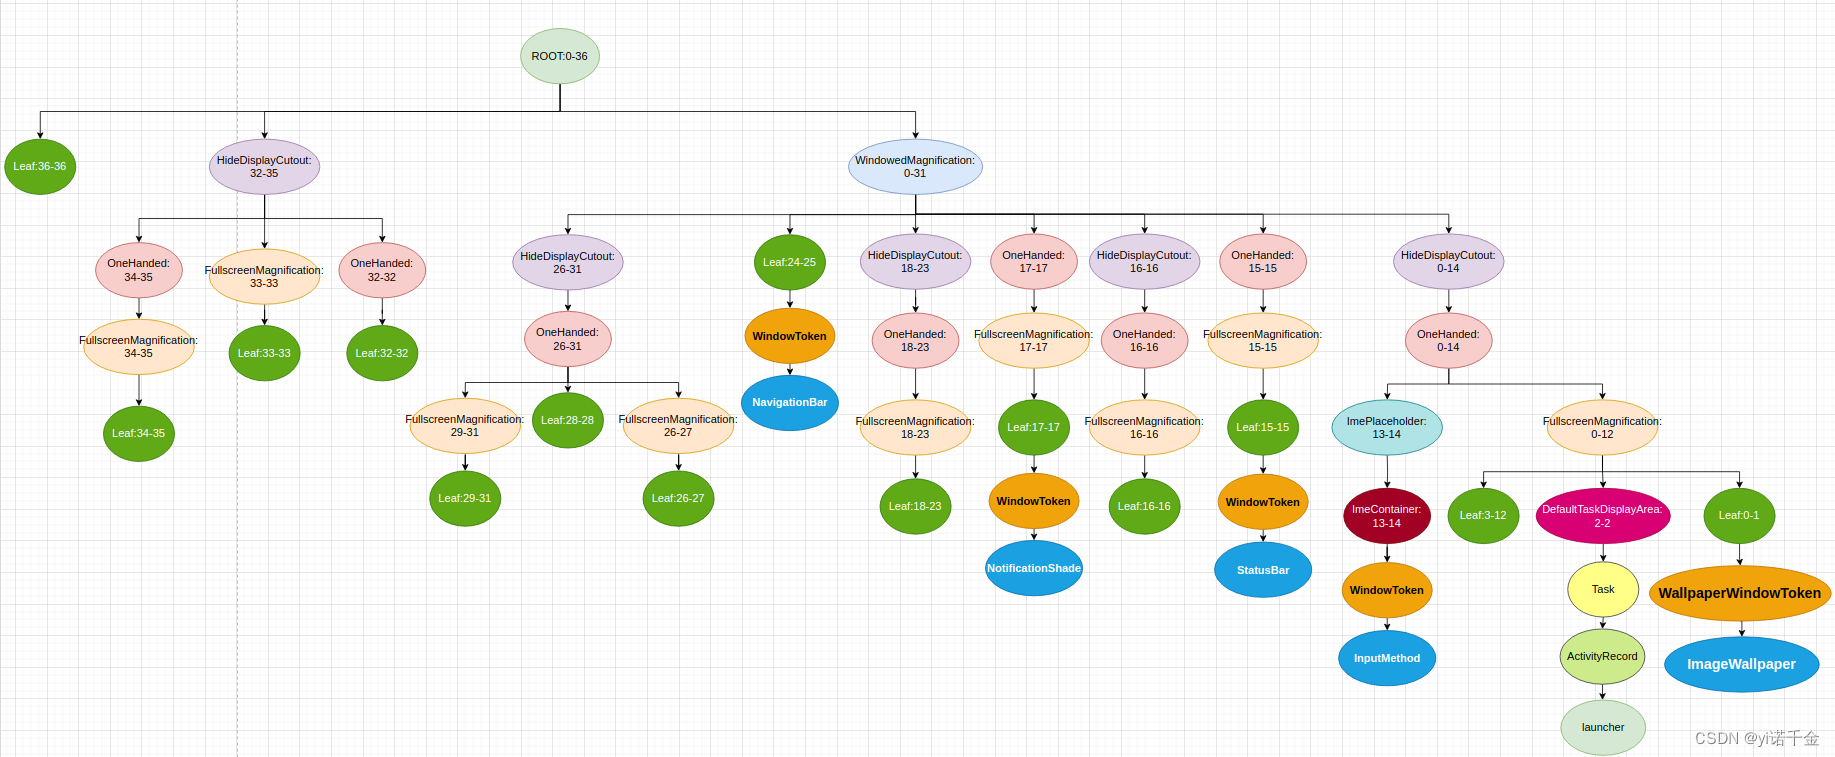 ROOT:0-36
Leaf:36-36
HideDisplayCutout:
32-35
WindowedMagnification:
0-31
OneHanded:
34-35
FullscreenMagnification:
33-33
OneHanded:
32-32
HideDisplayCutout:
26-31
Leaf:24-25
HideDisplayCutout:
18-23
OneHanded:
17-17
HideDisplayCutout:
16-16
OneHanded:
15-15
HideDisplayCutout:
0-14
FullscreenMagnification:
34-35
Leaf:33-33
Leaf:32-32
OneHanded:
26-31
WindowToken
OneHanded:
18-23
FullscreenMagnification:
17-17
OneHanded:
16-16
FullscreenMagnification:
15-15
OneHanded:
0-14
Leaf:34-35
FullscreenMagnification:
29-31
Leaf:28-28
FullscreenMagnification:
26-27
NavigationBar
FullscreenMagnification:
18-23
Leaf:17-17
FullscreenMagnification:
16-16
Leaf:15-15
ImePlaceholder:
13-14
FullscreenMagnification:
0-12
Leaf:29-31
Leaf:26-27
Leaf:18-23
WindowToken
Leaf:16-16
WindowToken
ImeContainer:
13-14
Leaf:3-12
DefaultTaskDisplayArea:
2-2
Leaf:0-1
NotificationShade
StatusBar
WindowToken
Task
WallpaperWindowToken
InputMethod
ActivityRecord
ImageWallpaper
launcher
CSDN @yi诺千金